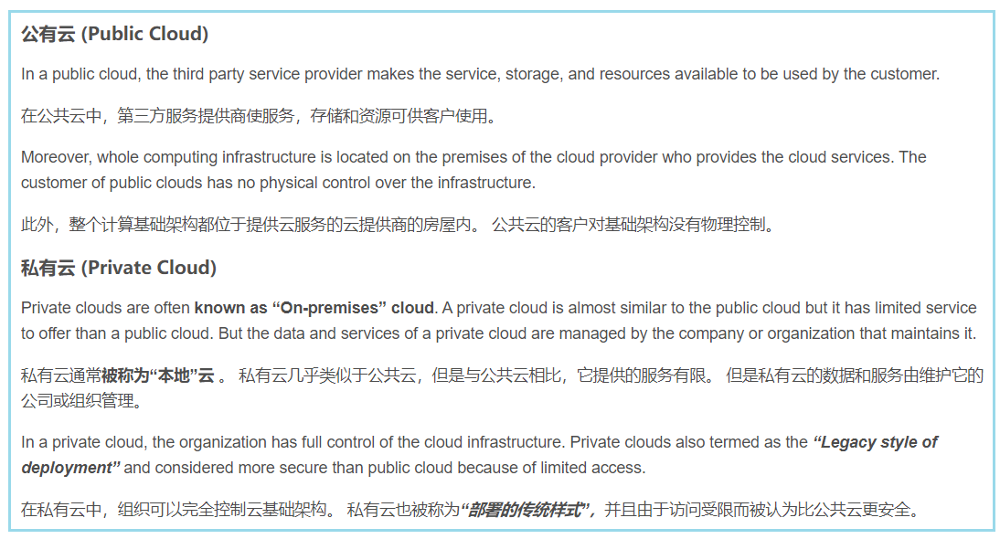 公有云 (Public Cloud)
In a public cloud, the third party service provider makes the service, storage, and resources available to be used by the customer.
在公共云中，第三方服务提供商使服务，存储和资源可供客户使用。
Moreover, whole computing infrastructure is located on the premises of the cloud provider who provides the cloud services. The
customer of public clouds has no physical control over the infrastructure.
此外，整个计算基础架构都位于提供云服务的云提供商的房屋内。 公共云的客户对基础架构没有物理控制。
私有云 (Private Cloud)
Private clouds are often known as “On-premises” cloud. A private cloud is almost similar to the public cloud but it has limited service
to offer than a public cloud. But the data and services of a private cloud are managed by the company or organization that maintains it.
私有云通常被称为“本地”云 。 私有云几乎类似于公共云，但是与公共云相比，它提供的服务有限。 但是私有云的数据和服务由维护它的
公司或组织管理。
In a private cloud, the organization has full control of the cloud infrastructure. Private clouds also termed as the “Legacy style of
deployment” and considered more secure than public cloud because of limited access.
在私有云中，组织可以完全控制云基础架构。 私有云也被称为“部署的传统样式”，并且由于访问受限而被认为比公共云更安全。